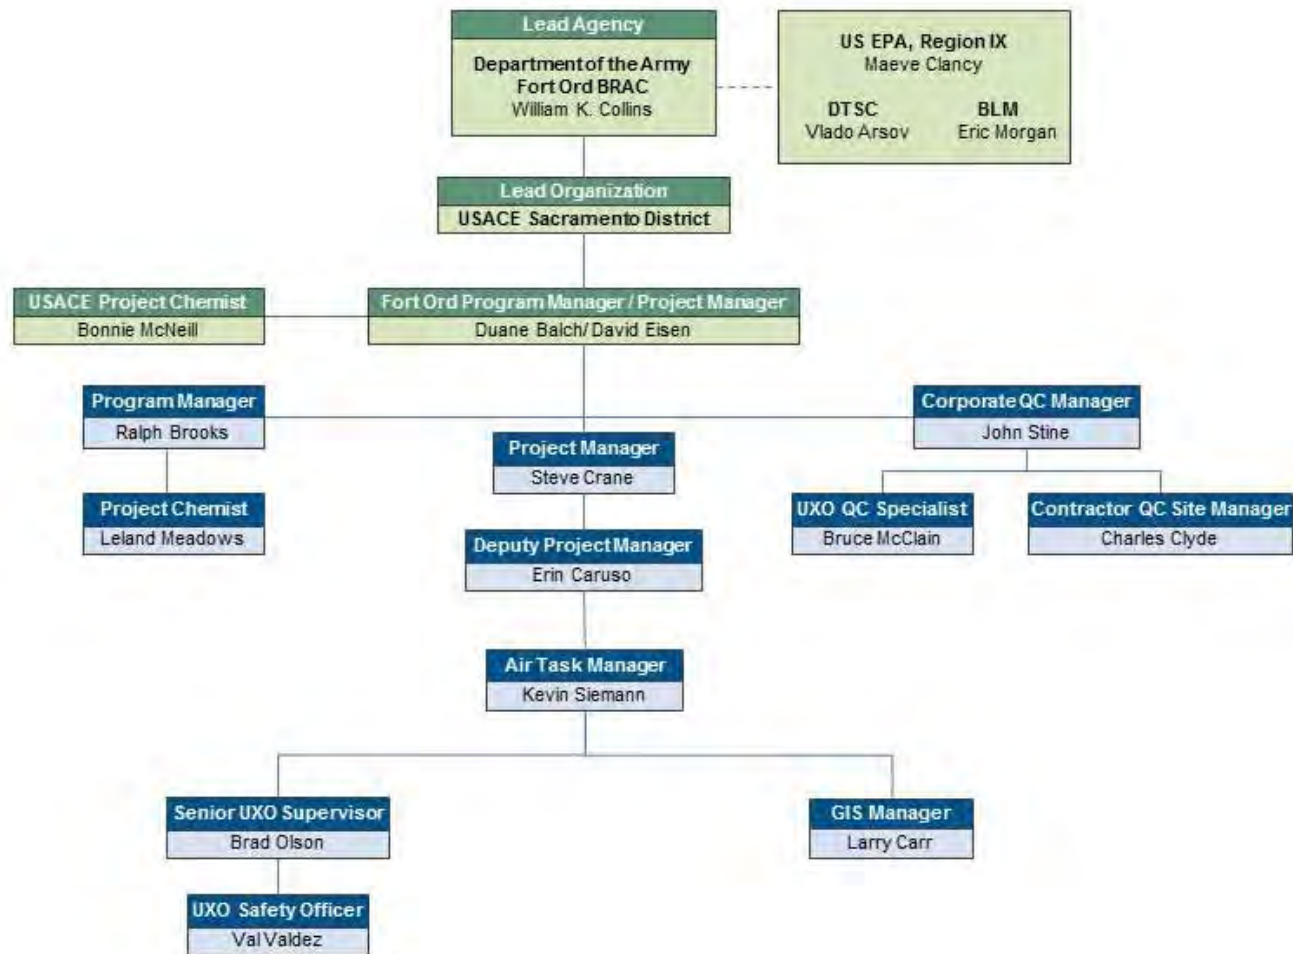 Lead Agency
Department of the Army
Fort Ord BRAC
William K. Collins
US EPA, Region IX
Maeve Clancy
DTSC
Vlado Arsov
BLM
Eric Morgan
Lead Organization
USACE Sacramento District
USACE Project Chemist
Bonnie McNeill
Fort Ord Program Manager / Project Manager
Duane Balch/ David Eisen
Program Manager
Ralph Brooks
Corporate QC Manager
John Stine
Project Manager
Steve Crane
Project Chemist
Leland Meadows
UXO QC Specialist
Bruce McClain
Contractor QC Site Manager
Charles Clyde
Deputy Project Manager
Erin Caruso
Air Task Manager
Kevin Siemann
Senior UXO Supervisor
Brad Olson
GIS Manager
Larry Carr
UXO Safety Officer
Val Valdez